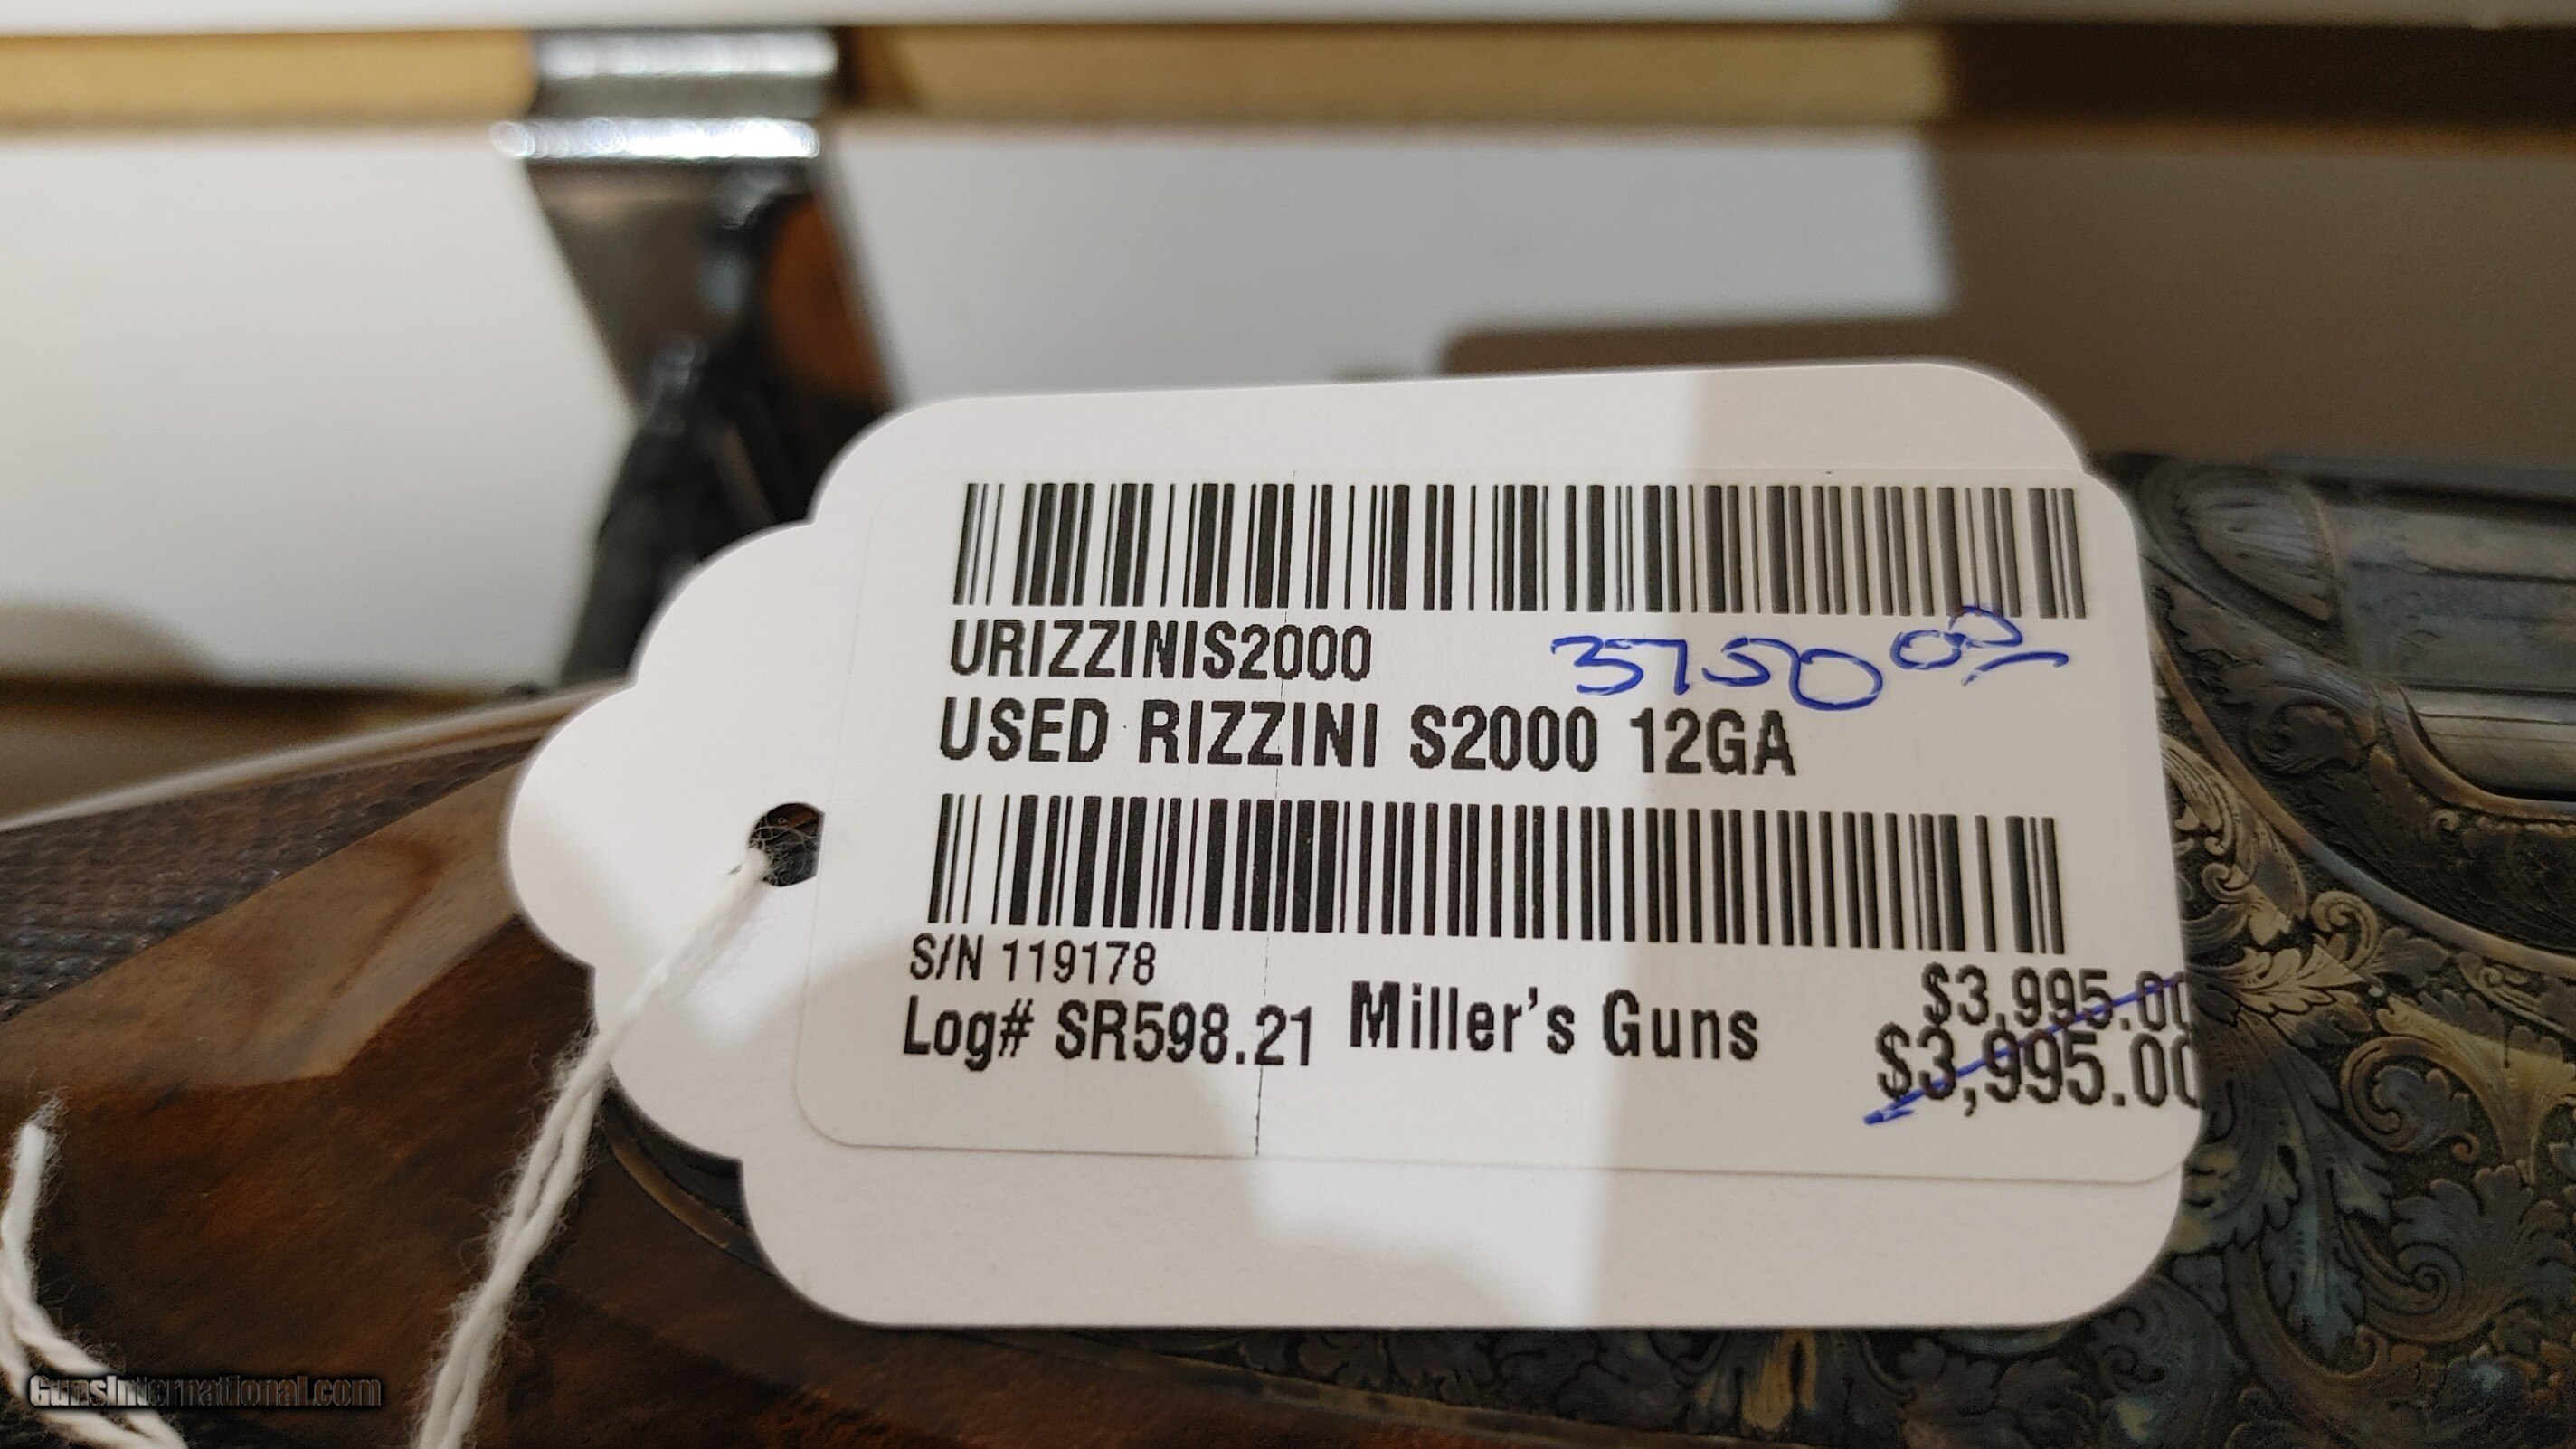 URIZZINIS2000
3750 00
USED RIZZINI S2000 12GA
S/N 119178
$3,995.00
Log# SR598.21 Miller's Guns
$3,995.00
GunsInternational.com